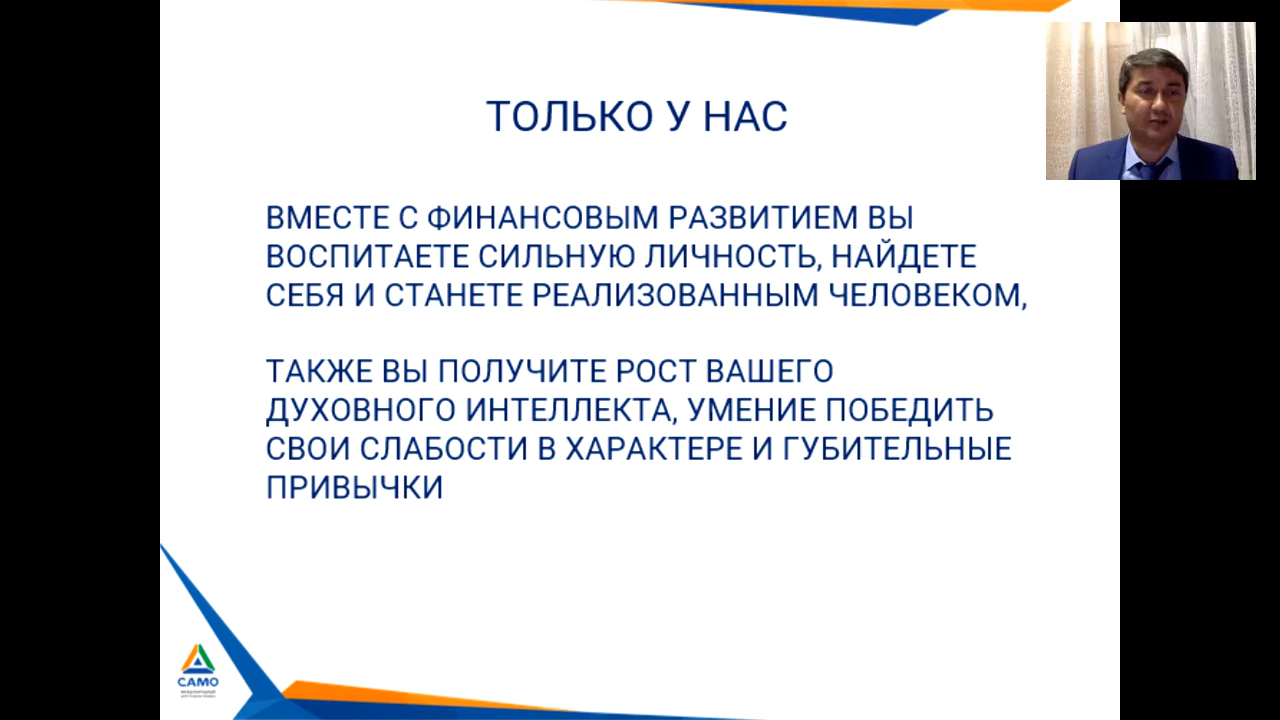 ТОЛЬКО У НАС
ВМЕСТЕ С ФИНАНСОВЫМ РАЗВИТИЕМ ВЫ
ВОСПИТАЕТЕ СИЛЬНУЮ ЛИЧНОСТЬ, НАЙДЕТЕ
СЕБЯ И СТАНЕТЕ РЕАЛИЗОВАННЫМ ЧЕЛОВЕКОМ,
ТАКЖЕ ВЫ ПОЛУЧИТЕ РОСТ ВАШЕГО
ДУХОВНОГО ИНТЕЛЛЕКТА, УМЕНИЕ ПОБЕДИТЬ
СВОИ СЛАБОСТИ В ХАРАКТЕРЕ И ГУБИТЕЛЬНЫЕ
ПРИВЫЧКИ
САМО